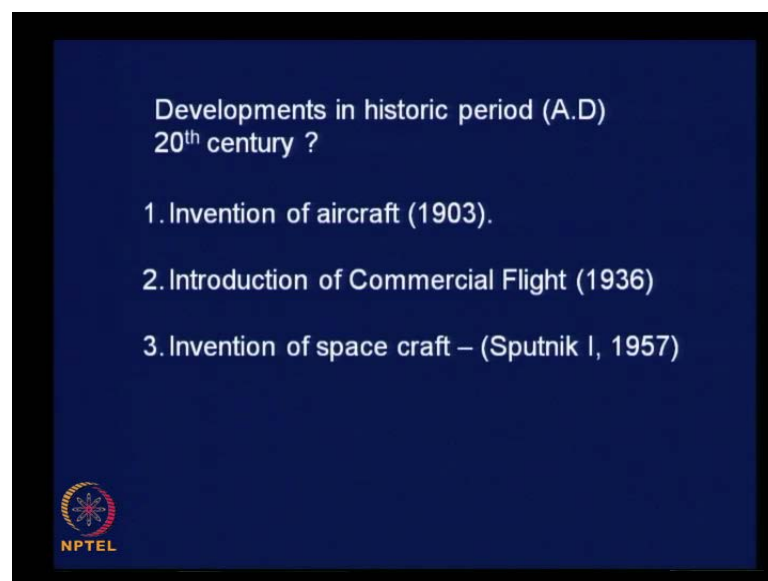 Developments in historic period (A.D)
20th century ?
1. Invention of aircraft (1903).
2. Introduction of Commercial Flight (1936)
3. Invention of space craft – (Sputnik I, 1957)
NPTEL